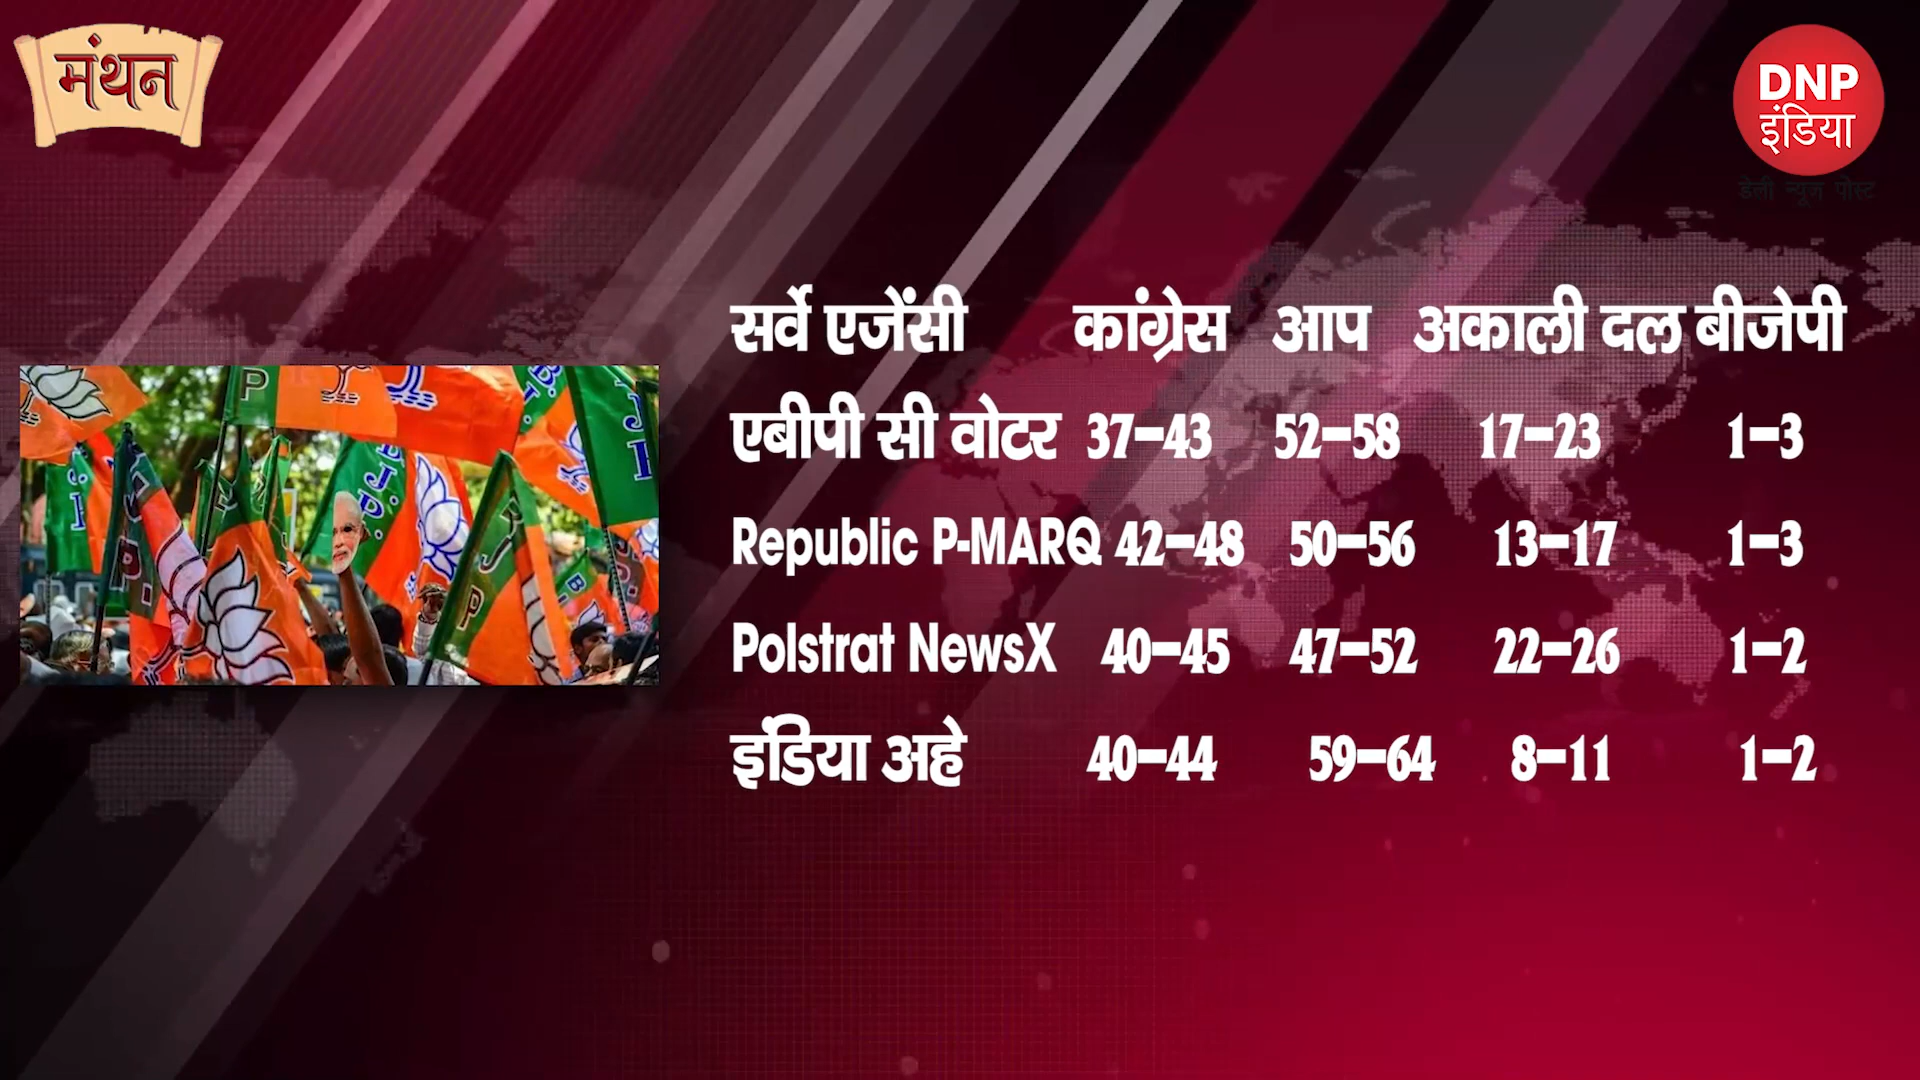 मंथन
DNP
इंडिया
डेली न्यूज़ पोस्ट
सर्वे एजेंसी कांग्रेस आप अकाली दल बीजेपी
एबीपी सी वोटर 37-43 52-58 17-23 1-3
Republic P-MARQ 42-48 50-56 13-17 1-3
Polstrat NewsX 40-45 47-52 22-26 1-2
इंडिया अहे 40-44 59-64 8-11 1-2